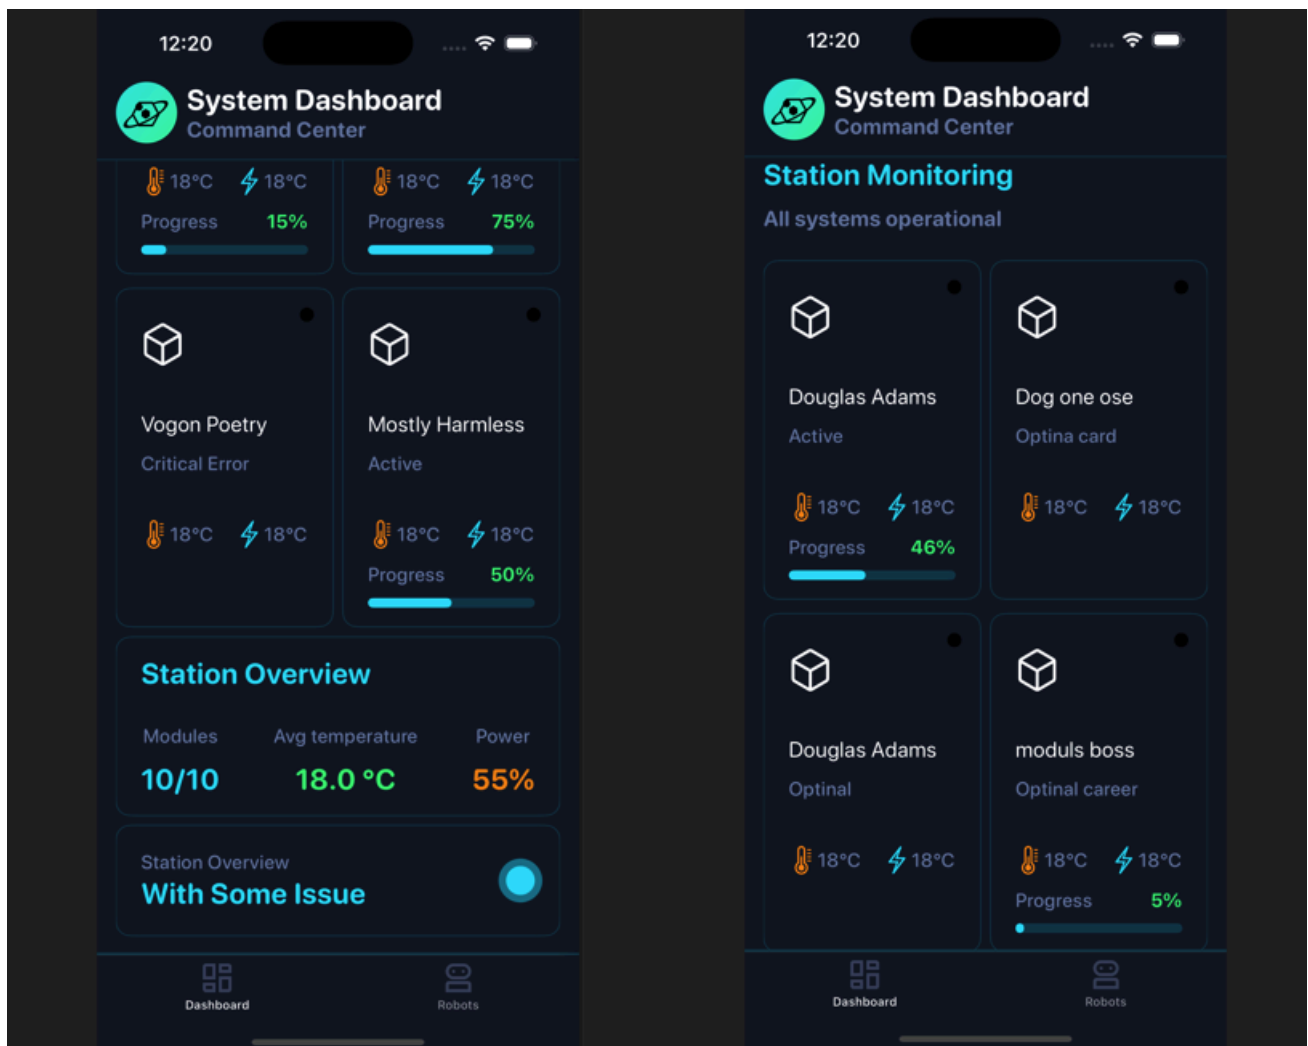 12:20
System Dashboard
Command Center
18°C 18°C
18°C 18°C
Progress 15%
Progress 75%
Vogon Poetry
Critical Error
18°C 18°C
Mostly Harmless
Active
18°C 18°C
Progress 50%
Station Overview
Modules Avg temperature Power
10/10 18.0 °C 55%
Station Overview
With Some Issue
Dashboard Robots
12:20
System Dashboard
Command Center
Station Monitoring
All systems operational
Douglas Adams
Active
18°C 18°C
Progress 46%
Dog one ose
Optina card
18°C 18°C
Douglas Adams
Optinal
18°C 18°C
moduls boss
Optinal career
18°C 18°C
Progress 5%
Dashboard Robots